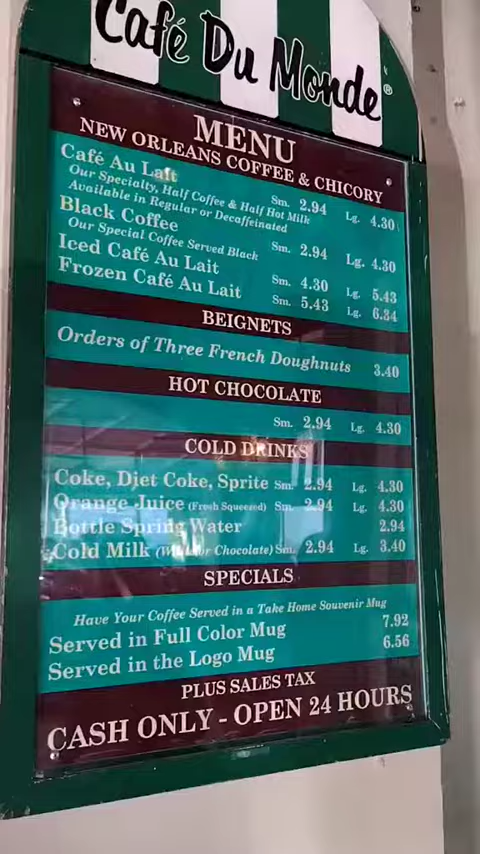 Café Du Monde®
MENU
NEW ORLEANS COFFEE & CHICORY
Café Au Lait Sm. 2.94 Lg. 4.30
Our Specialty, Half Coffee & Half Hot Milk
Available in Regular or Decaffeinated
Black Coffee Sm. 2.94 Lg. 4.30
Our Special Coffee Served Black
Iced Café Au Lait Sm. 4.30 Lg. 5.43
Frozen Café Au Lait Sm. 5.43 Lg. 6.34
BEIGNETS
Orders of Three French Doughnuts 3.40
HOT CHOCOLATE
Sm. 2.94 Lg. 4.30
COLD DRINKS
Coke, Diet Coke, Sprite Sm. 2.94 Lg. 4.30
Orange Juice (Fresh Squeezed) Sm. 2.94 Lg. 4.30
Bottle Spring Water 2.94
Cold Milk (White or Chocolate) Sm. 2.94 Lg. 3.40
SPECIALS
Have Your Coffee Served in a Take Home Souvenir Mug
Served in Full Color Mug 7.92
Served in the Logo Mug 6.56
PLUS SALES TAX
CASH ONLY - OPEN 24 HOURS